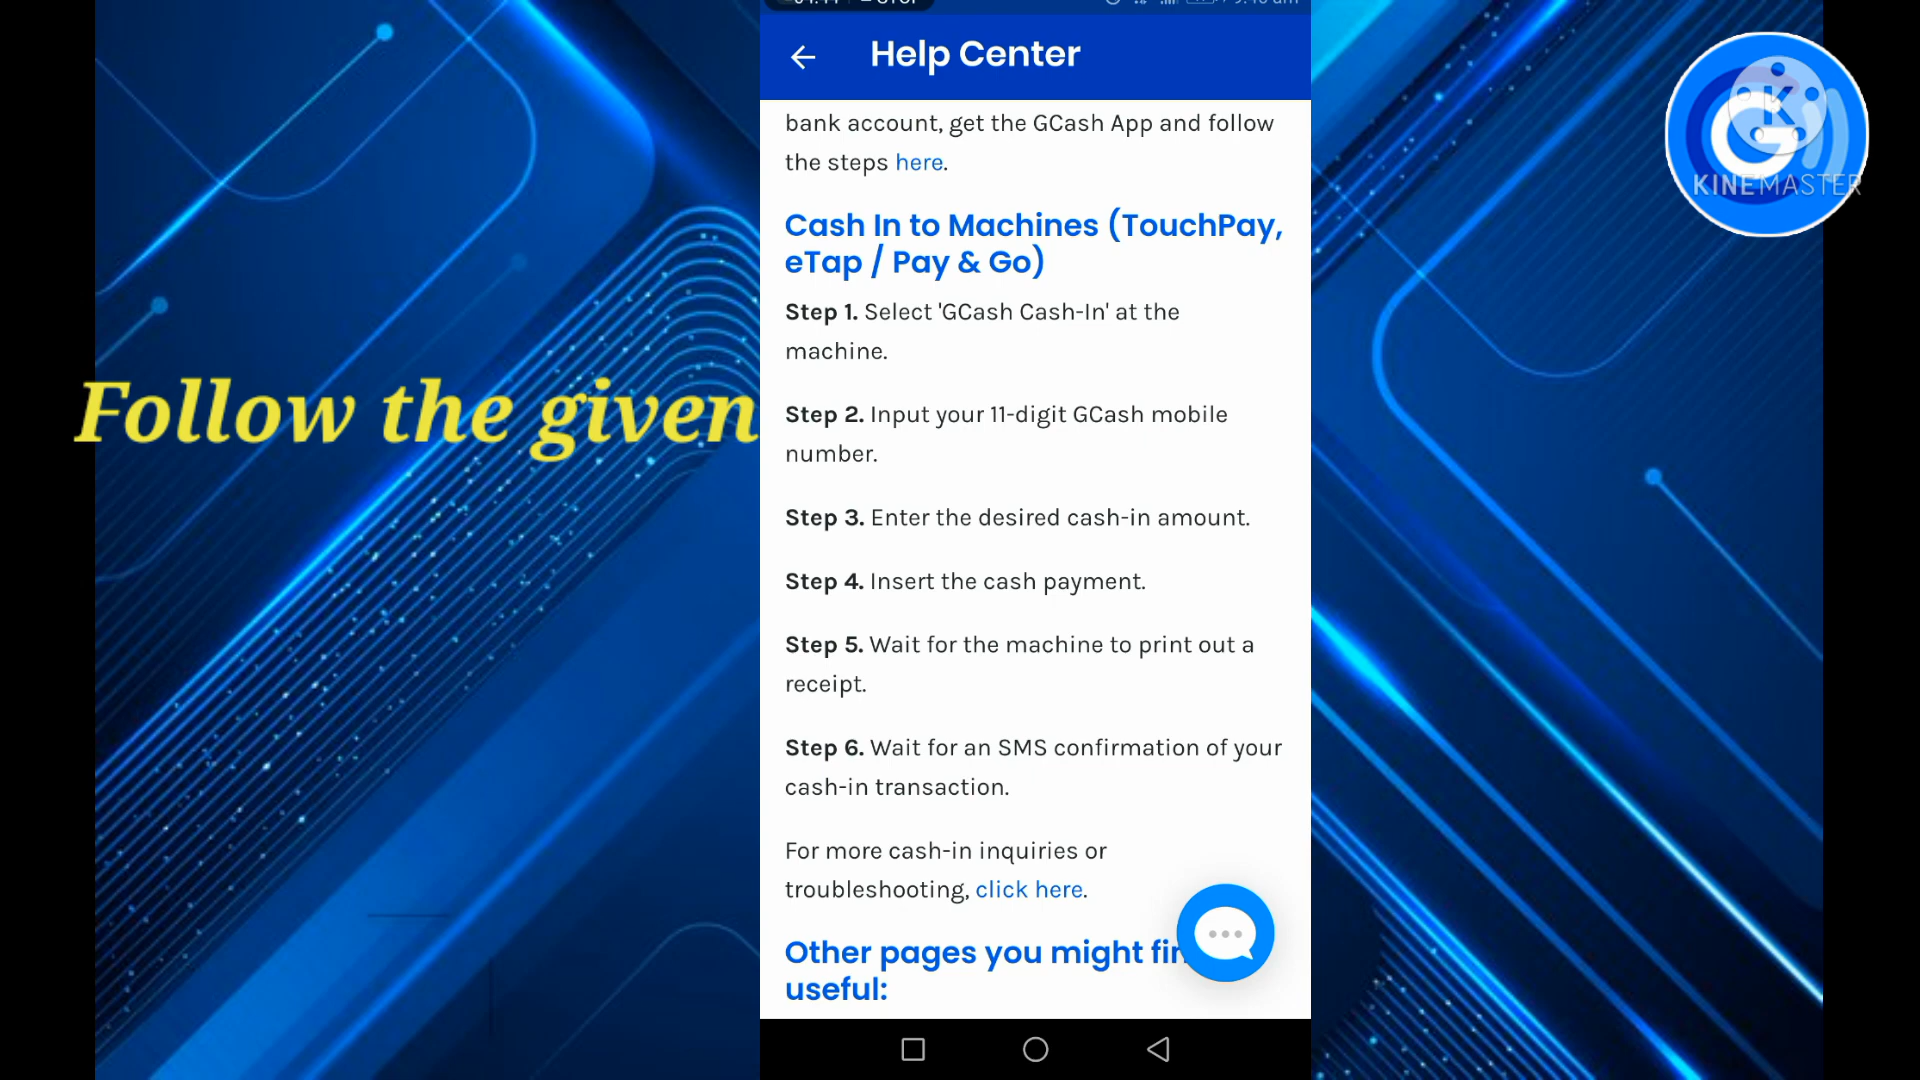 Help Center
bank account, get the GCash App and follow
the steps here.
Cash In to Machines (TouchPay,
eTap / Pay & Go)
Step 1. Select 'GCash Cash-In' at the
machine.
Follow the given
Step 2. Input your 11-digit GCash mobile
number.
Step 3. Enter the desired cash-in amount.
Step 4. Insert the cash payment.
Step 5. Wait for the machine to print out a
receipt.
Step 6. Wait for an SMS confirmation of your
cash-in transaction.
For more cash-in inquiries or
troubleshooting, click here.
Other pages you might
useful:
KINEMASTER